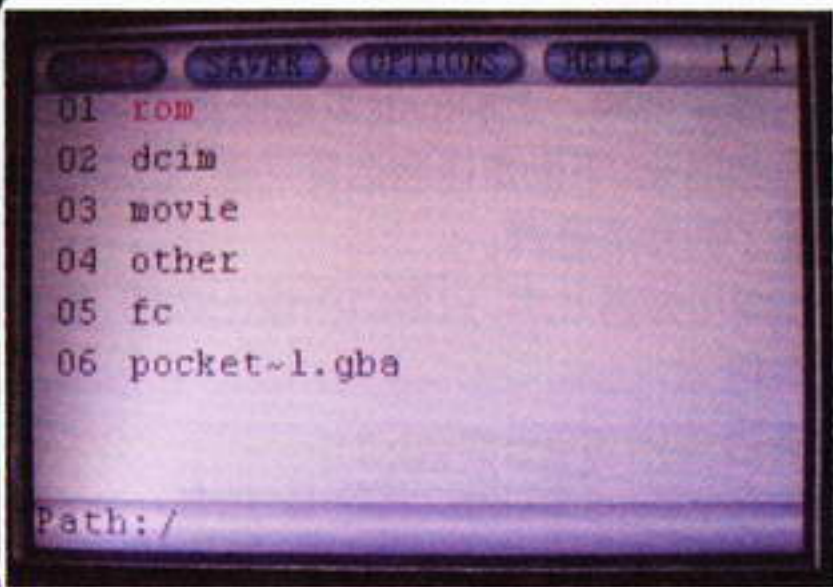 SAVER OPTIONS HELP 1/1
01 rom
02 dcim
03 movie
04 other
05 fc
06 pocket~1.gba
Path:/